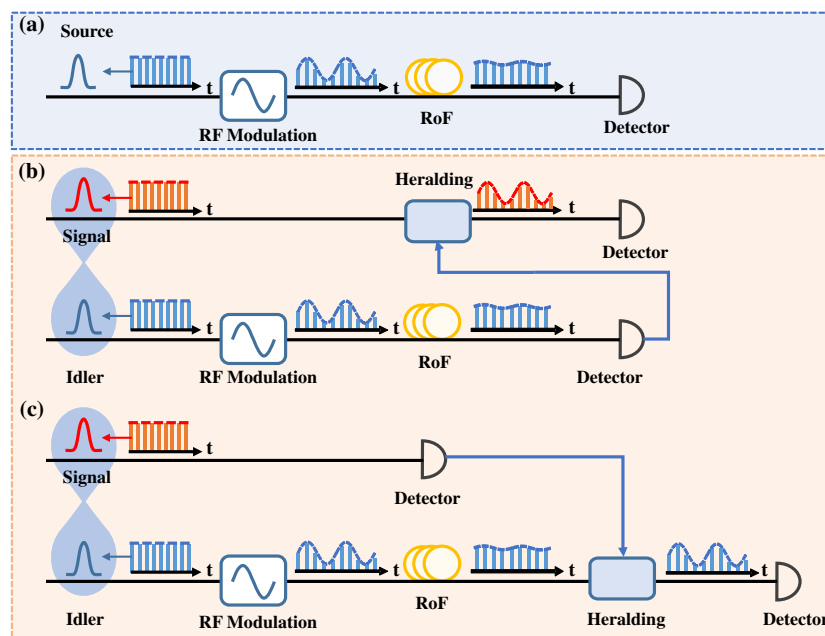 (a)
Source
t
t
t
RF Modulation
RoF
Detector
(b)
Heralding
t
t
Signal
Detector
t
t
t
Idler
RF Modulation
RoF
Detector
(c)
t
Signal
Detector
t
t
t
t
Idler
RF Modulation
RoF
Heralding
Detector